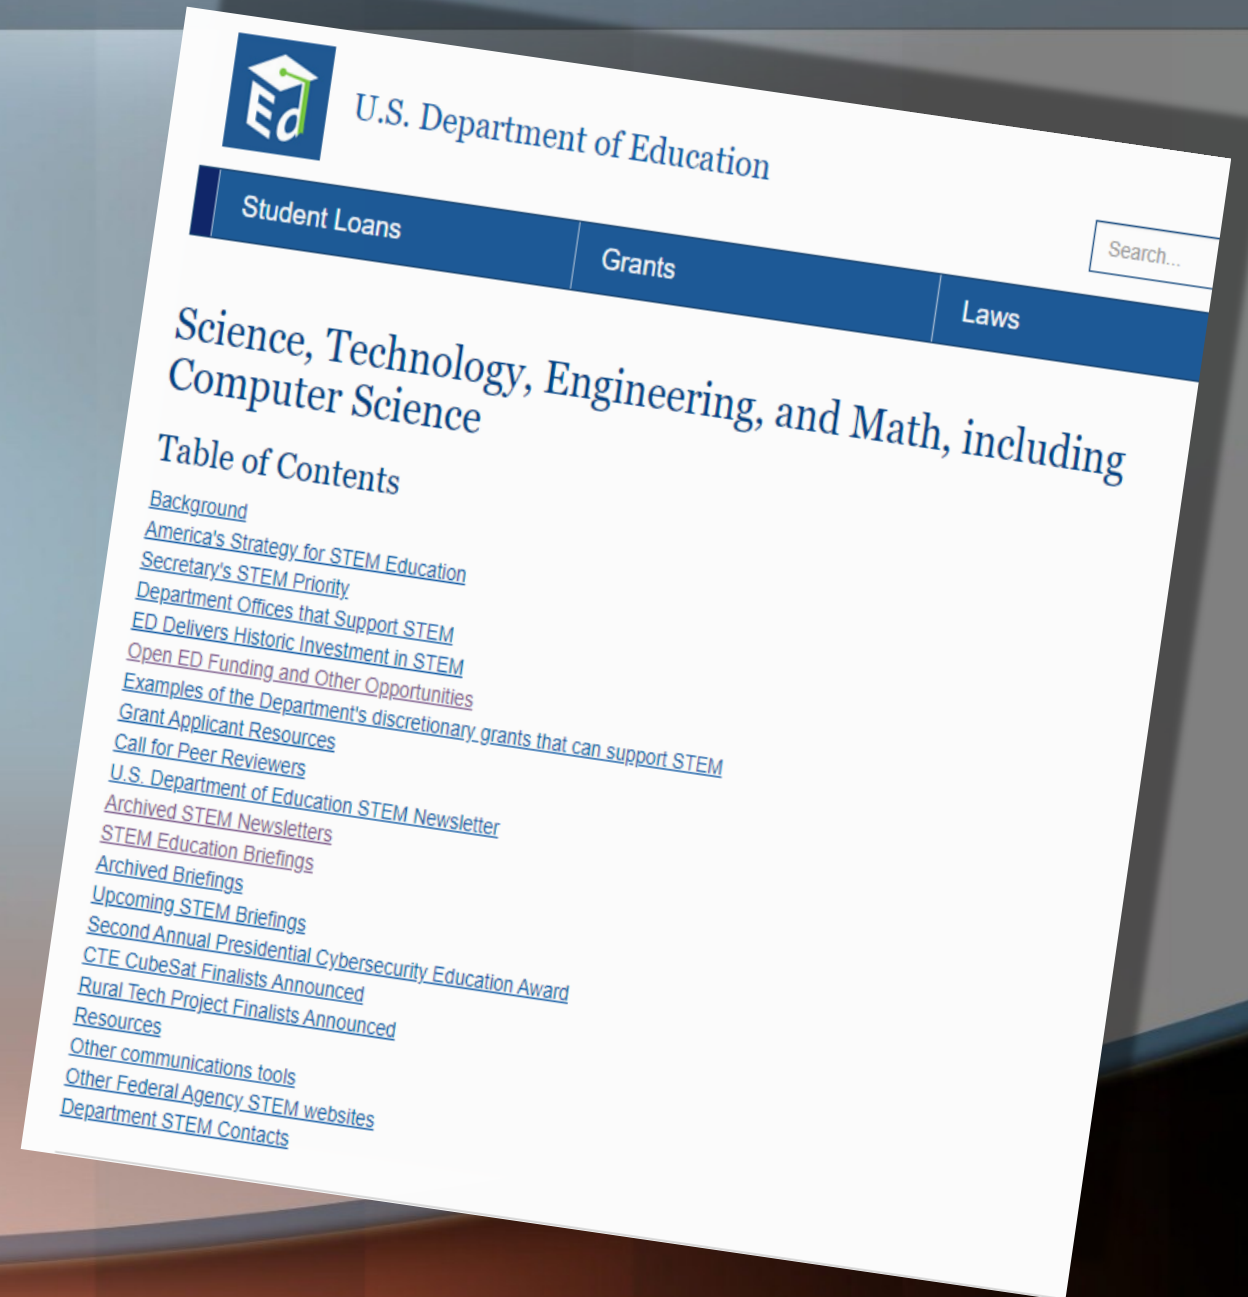 Ed
U.S. Department of Education
Search...
Student Loans
Grants
Laws
Science, Technology, Engineering, and Math, including
Computer Science
Table of Contents
Background
America's Strategy for STEM Education
Secretary's STEM Priority
Department Offices that Support STEM
ED Delivers Historic Investment in STEM
Open ED Funding and Other Opportunities
Examples of the Department's discretionary grants that can support STEM
Grant Applicant Resources
Call for Peer Reviewers
U.S. Department of Education STEM Newsletter
Archived STEM Newsletters
STEM Education Briefings
Archived Briefings
Upcoming STEM Briefings
Second Annual Presidential Cybersecurity Education Award
CTE CubeSat Finalists Announced
Rural Tech Project Finalists Announced
Resources
Other communications tools
Other Federal Agency STEM websites
Department STEM Contacts